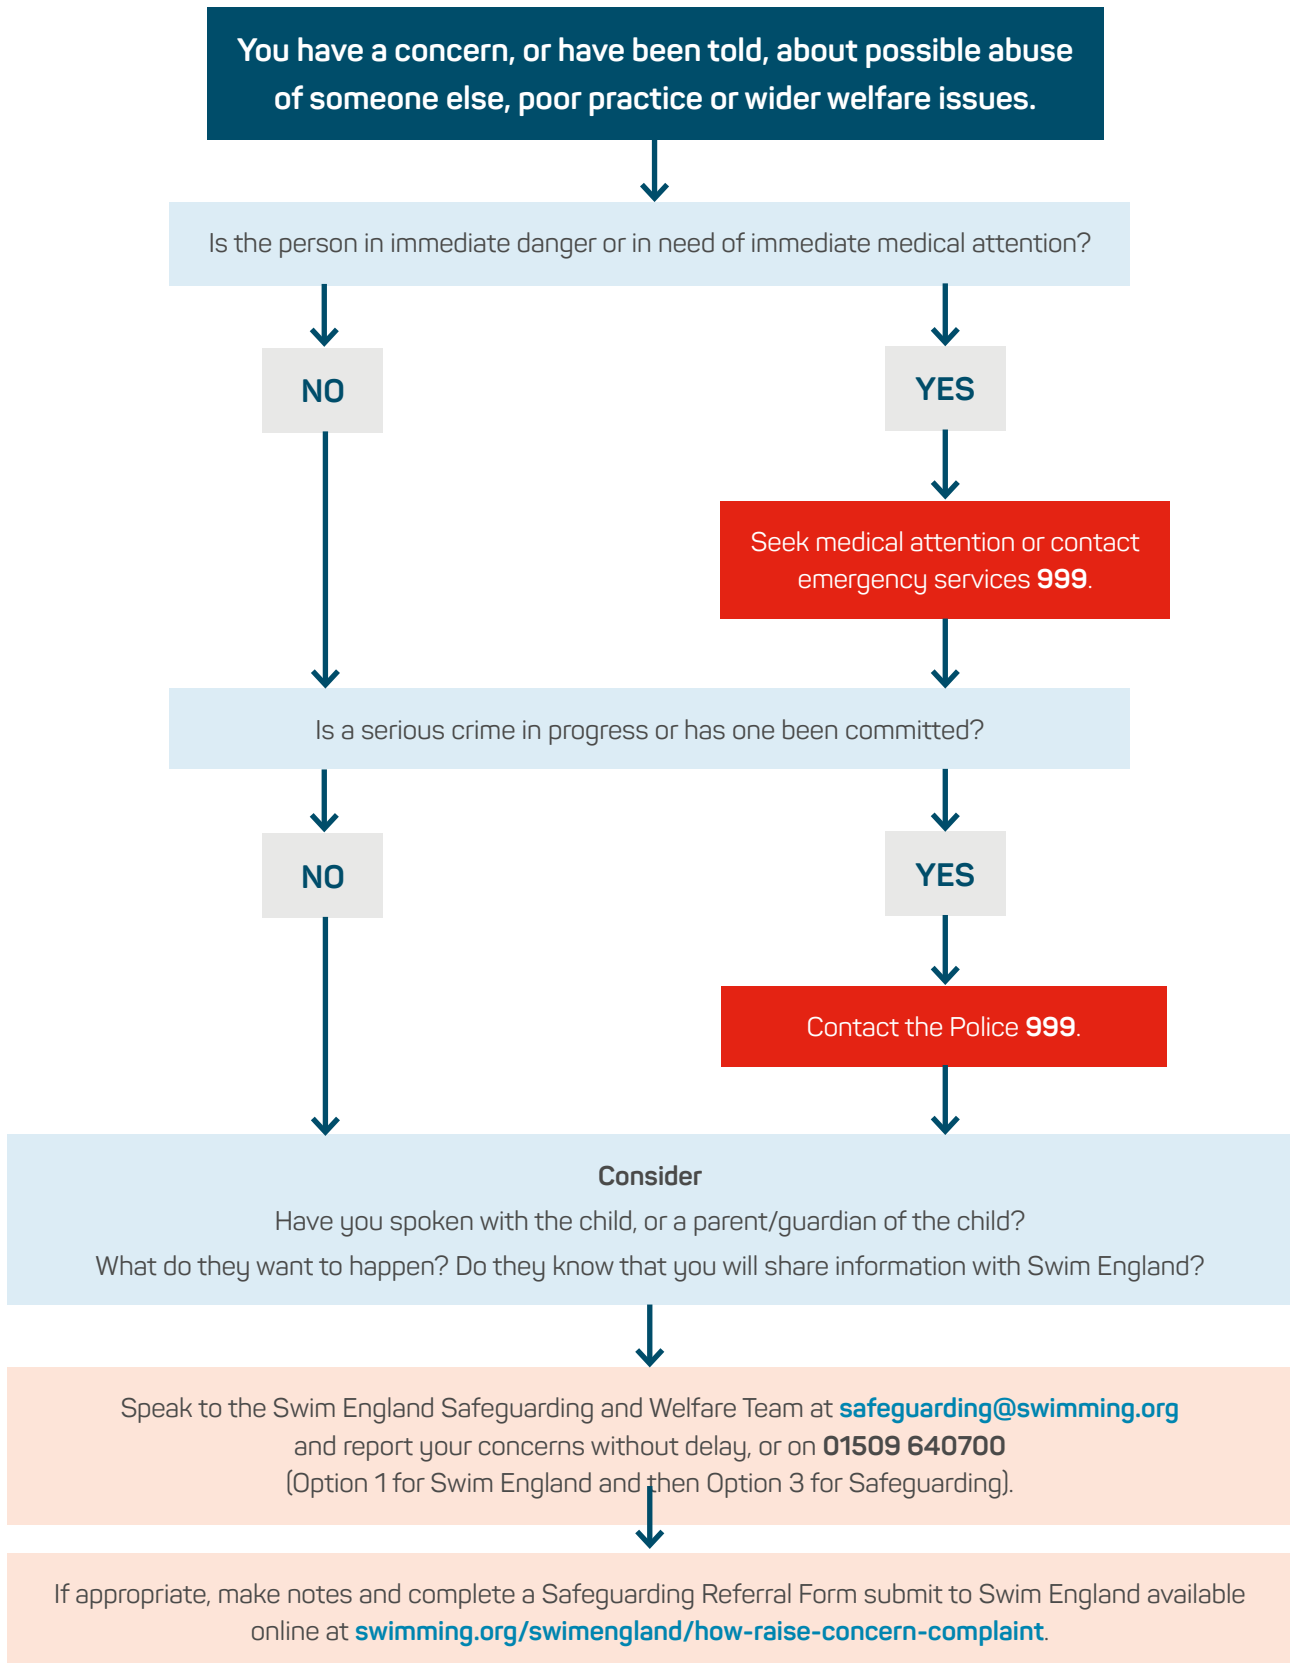 You have a concern, or have been told, about possible abuse
of someone else, poor practice or wider welfare issues.
Is the person in immediate danger or in need of immediate medical attention?
NO
YES
Seek medical attention or contact
emergency services 999.
Is a serious crime in progress or has one been committed?
NO
YES
Contact the Police 999.
Consider
Have you spoken with the child, or a parent/guardian of the child?
What do they want to happen? Do they know that you will share information with Swim England?
Speak to the Swim England Safeguarding and Welfare Team at safeguarding@swimming.org
and report your concerns without delay, or on 01509 640700
(Option 1 for Swim England and then Option 3 for Safeguarding).
If appropriate, make notes and complete a Safeguarding Referral Form submit to Swim England available
online at swimming.org/swimengland/how-raise-concern-complaint.